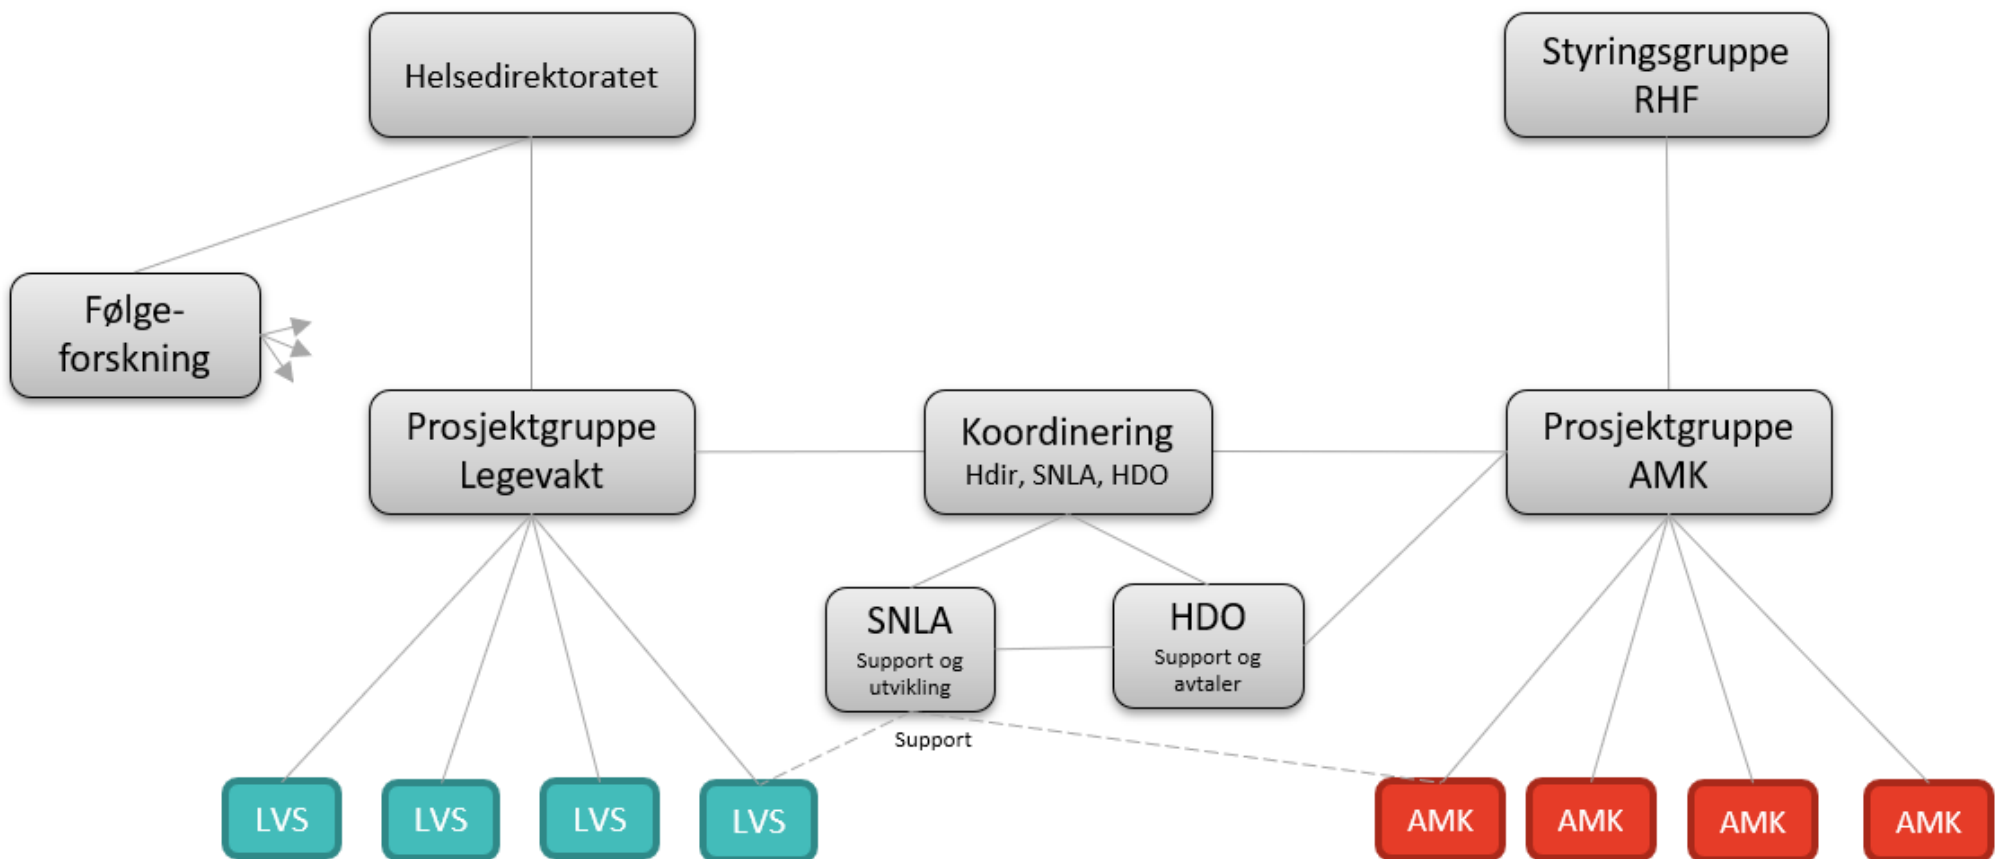 Helsedirektoratet
Styringsgruppe
RHF
Følge-
forskning
Prosjektgruppe
Legevakt
Koordinering
Hdir, SNLA, HDO
Prosjektgruppe
AMK
SNLA
Support og
utvikling
HDO
Support og
avtaler
Support
LVS
LVS
LVS
LVS
AMK
AMK
AMK
AMK